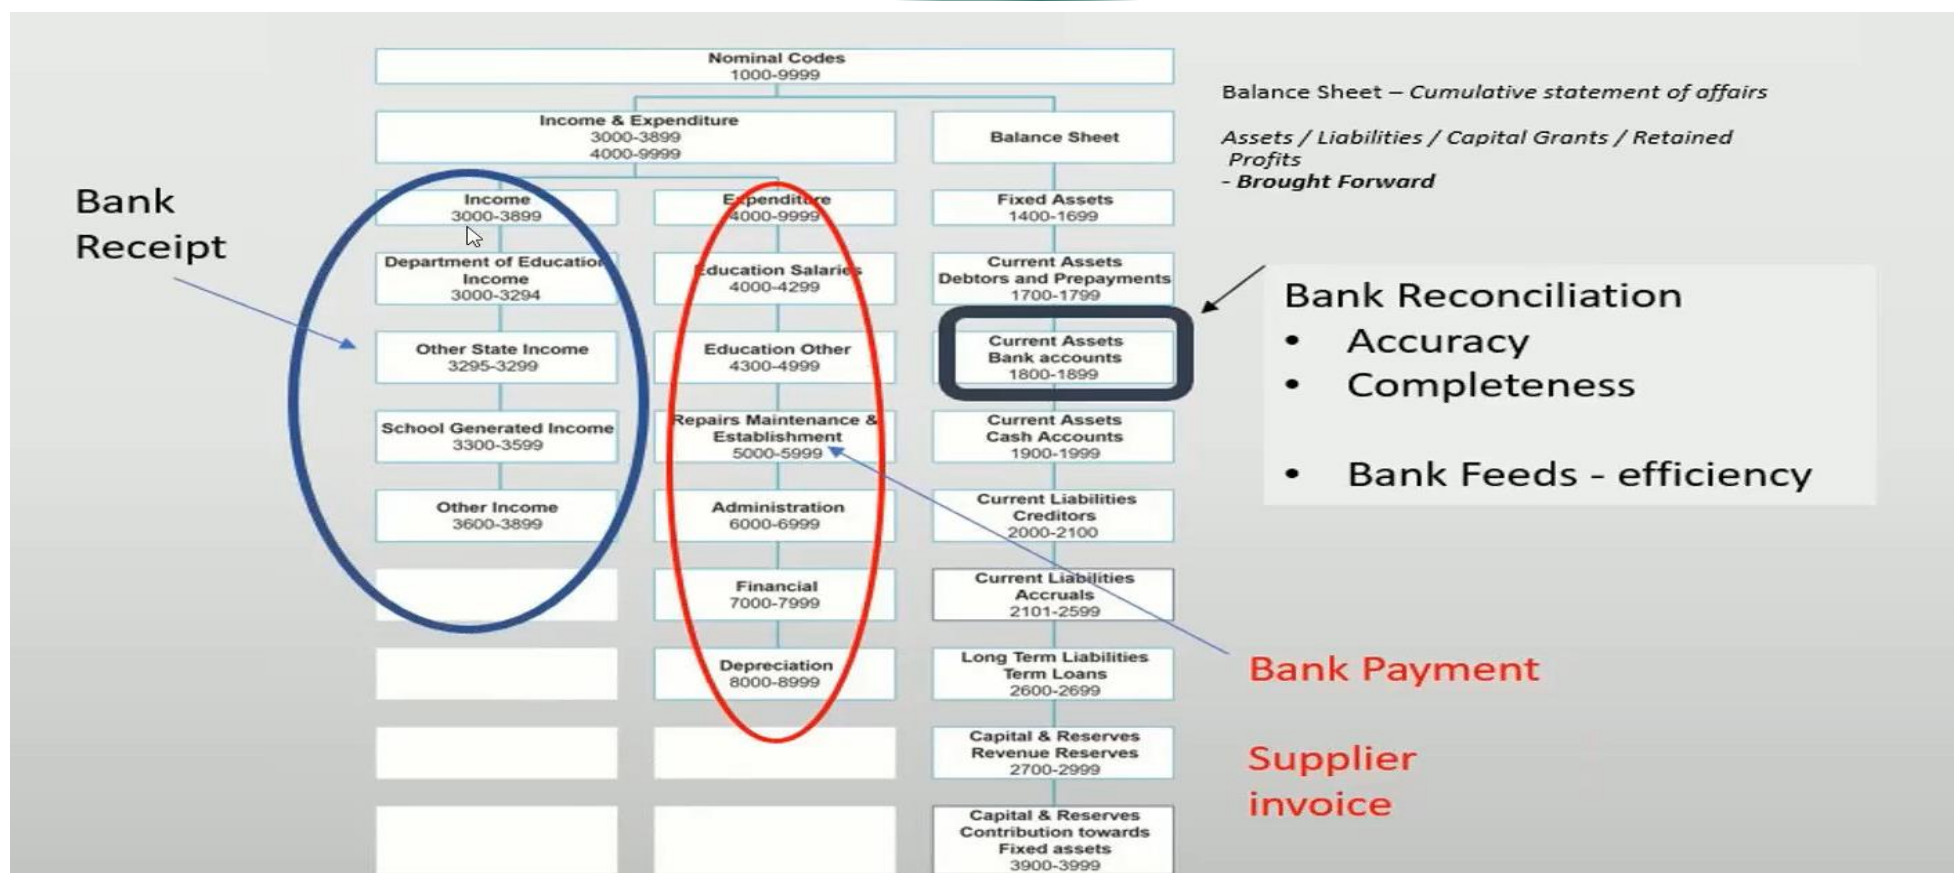 Nominal Codes
1000-9999
Income & Expenditure
3000-3899
4000-9999
Balance Sheet
Income
3000-3899
Expenditure
4000-9999
Fixed Assets
1400-1699
Department of Education
Income
3000-3294
Education Salaries
4000-4299
Current Assets
Debtors and Prepayments
1700-1799
Other State Income
3295-3299
Education Other
4300-4999
Current Assets
Bank accounts
1800-1899
School Generated Income
3300-3599
Repairs Maintenance &
Establishment
5000-5999
Current Assets
Cash Accounts
1900-1999
Other Income
3600-3899
Administration
6000-6999
Current Liabilities
Creditors
2000-2100
Financial
7000-7999
Current Liabilities
Accruals
2101-2599
Depreciation
8000-8999
Long Term Liabilities
Term Loans
2600-2699
Capital & Reserves
Revenue Reserves
2700-2999
Capital & Reserves
Contribution towards
Fixed assets
3900-3999
Bank
Receipt
Balance Sheet – Cumulative statement of affairs
Assets / Liabilities / Capital Grants / Retained
Profits
- Brought Forward
Bank Reconciliation
• Accuracy
• Completeness
• Bank Feeds - efficiency
Bank Payment
Supplier
invoice